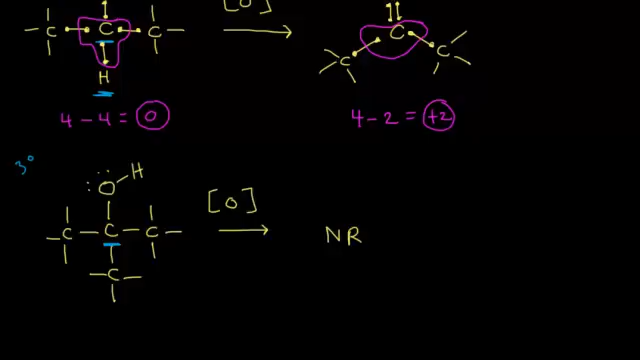 C C C [O] C
H C C
4 - 4 = 0 4 - 2 = +2
3°
O H
[O]
C C C NR
C